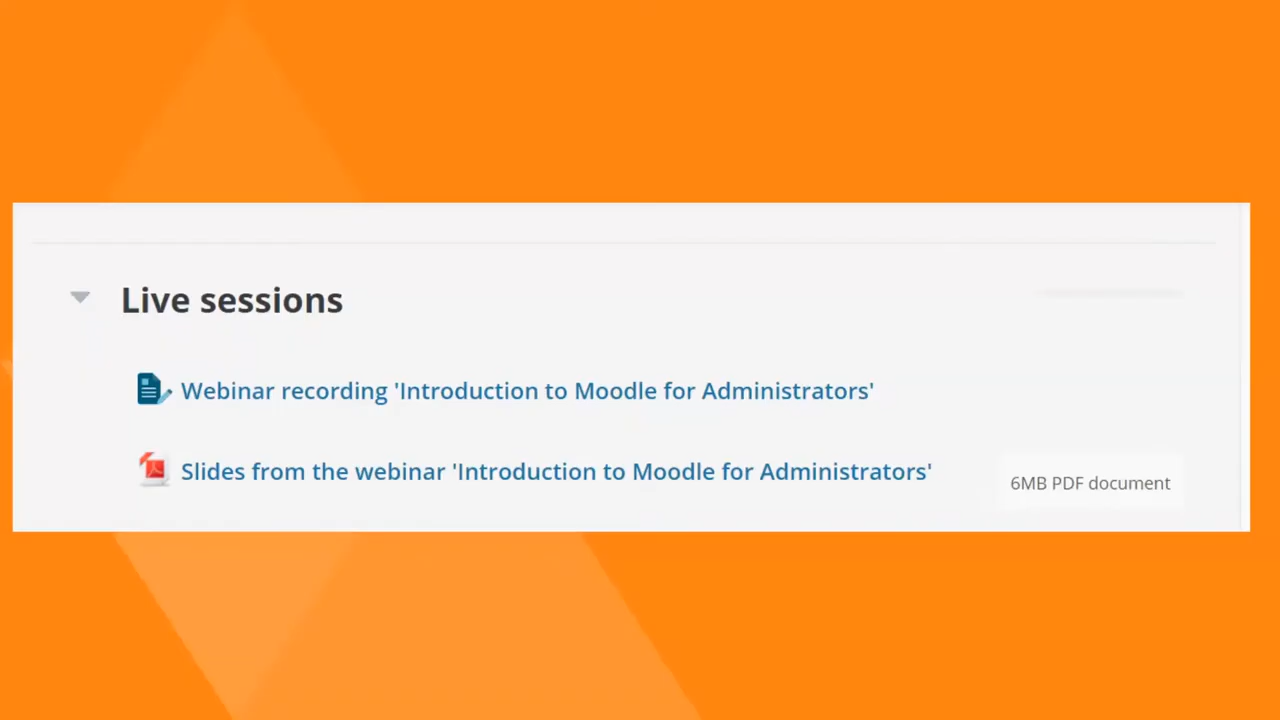 Live sessions
Webinar recording 'Introduction to Moodle for Administrators'
Slides from the webinar 'Introduction to Moodle for Administrators'
6MB PDF document